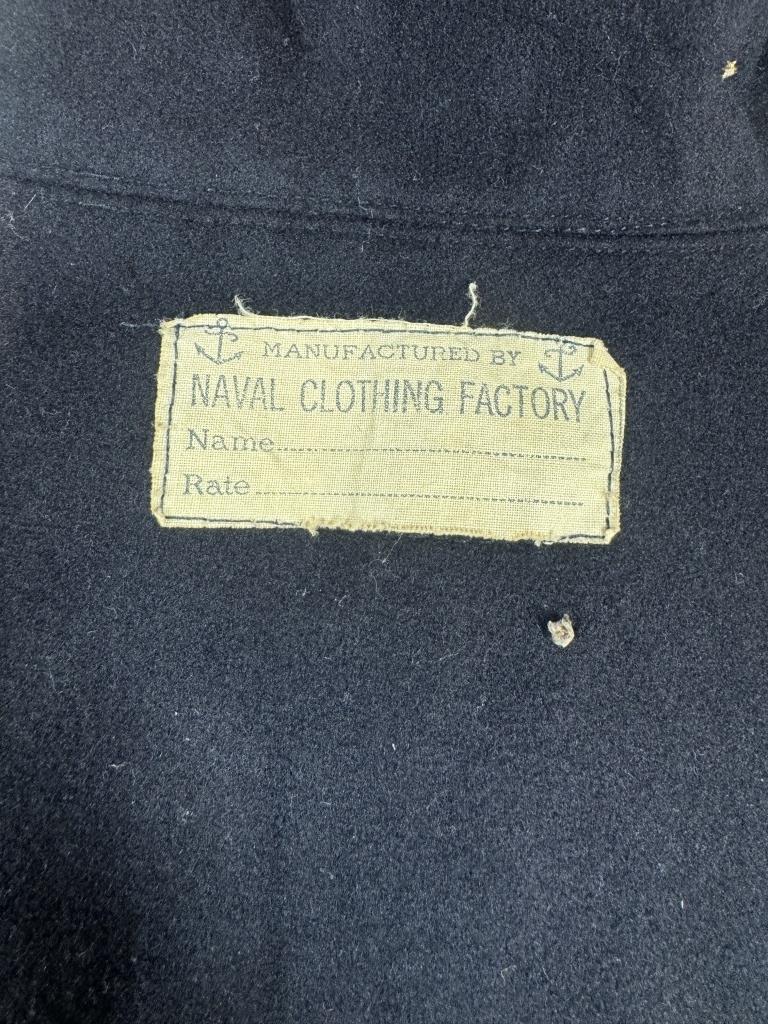 MANUFACTURED BY
NAVAL CLOTHING FACTORY
Name
Rate